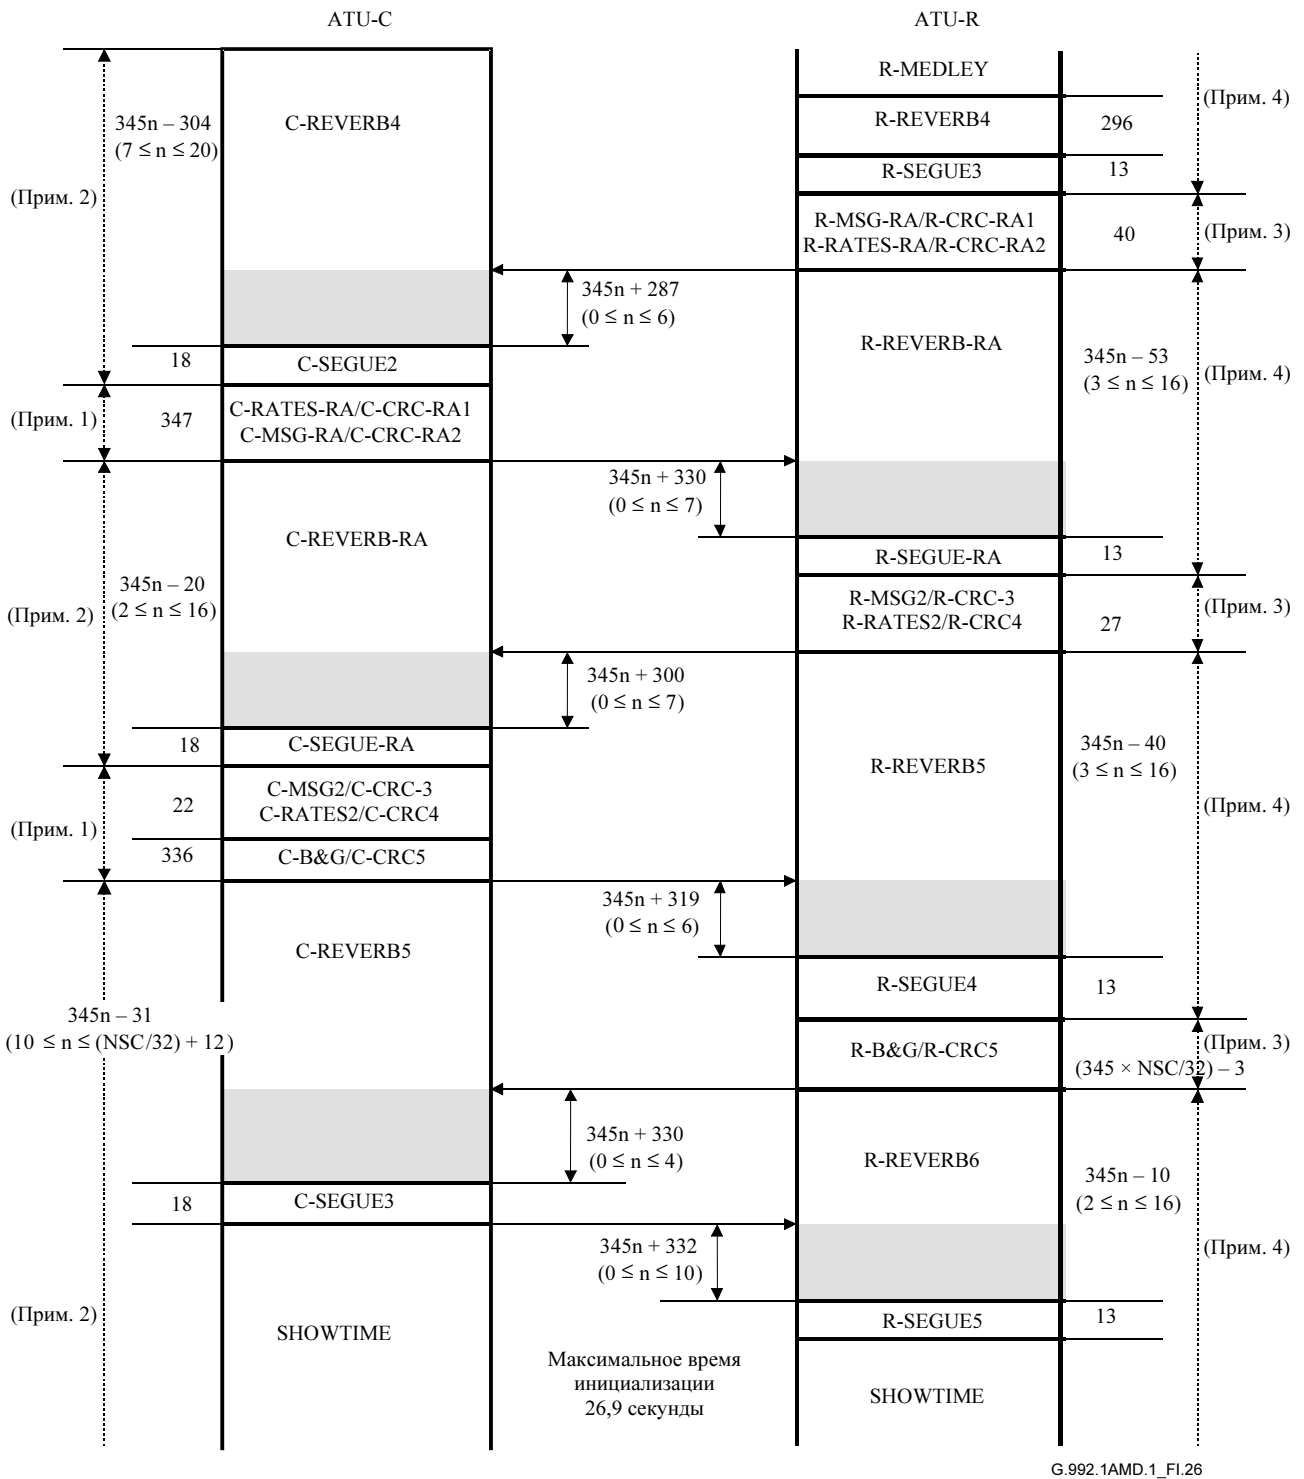 ATU-C
ATU-R
R-MEDLEY
(Прим. 4)
345n – 304
(7 ≤ n ≤ 20)
C-REVERB4
R-REVERB4
296
R-SEGUE3
13
(Прим. 2)
R-MSG-RA/R-CRC-RA1
R-RATES-RA/R-CRC-RA2
40
(Прим. 3)
345n + 287
(0 ≤ n ≤ 6)
18
C-SEGUE2
R-REVERB-RA
345n – 53
(3 ≤ n ≤ 16)
(Прим. 4)
(Прим. 1)
347
C-RATES-RA/C-CRC-RA1
C-MSG-RA/C-CRC-RA2
345n + 330
(0 ≤ n ≤ 7)
C-REVERB-RA
R-SEGUE-RA
13
345n – 20
(2 ≤ n ≤ 16)
(Прим. 2)
R-MSG2/R-CRC-3
R-RATES2/R-CRC4
27
(Прим. 3)
345n + 300
(0 ≤ n ≤ 7)
18
C-SEGUE-RA
R-REVERB5
345n – 40
(3 ≤ n ≤ 16)
(Прим. 4)
(Прим. 1)
22
C-MSG2/C-CRC-3
C-RATES2/C-CRC4
336
C-B&G/C-CRC5
345n + 319
(0 ≤ n ≤ 6)
C-REVERB5
R-SEGUE4
13
345n – 31
(10 ≤ n ≤ (NSC/32) + 12)
R-B&G/R-CRC5
(Прим. 3)
(345 × NSC/32) – 3
345n + 330
(0 ≤ n ≤ 4)
R-REVERB6
345n – 10
(2 ≤ n ≤ 16)
18
C-SEGUE3
345n + 332
(0 ≤ n ≤ 10)
(Прим. 4)
(Прим. 2)
SHOWTIME
R-SEGUE5
13
Максимальное время
инициализации
26,9 секунды
SHOWTIME
G.992.1AMD.1_FI.26